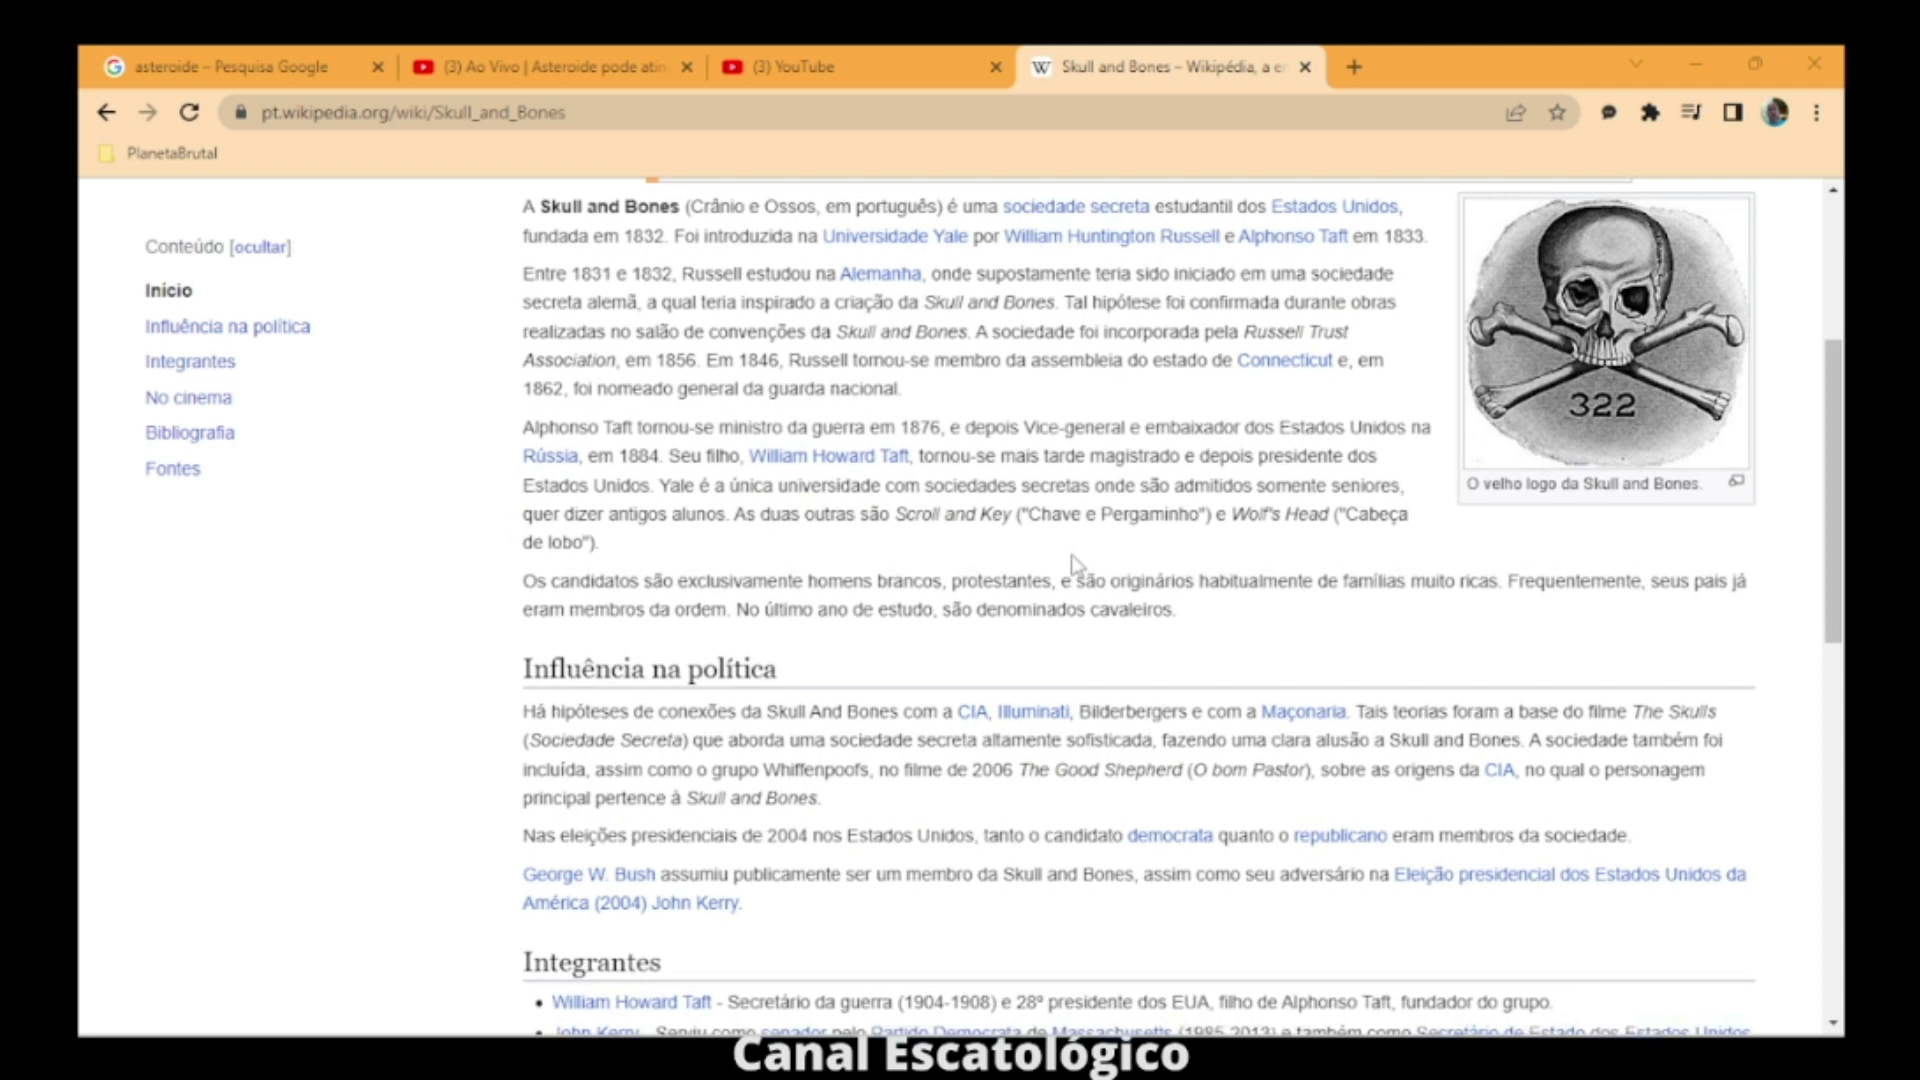 asteroide – Pesquisa Google
(3) Ao Vivo | Asteroide pode atin
(3) YouTube
Skull and Bones – Wikipédia, a en
pt.wikipedia.org/wiki/Skull_and_Bones
PlanetaBrutal
Conteúdo [ocultar]
Início
Influência na política
Integrantes
No cinema
Bibliografia
Fontes
A Skull and Bones (Crânio e Ossos, em português) é uma sociedade secreta estudantil dos Estados Unidos,
fundada em 1832. Foi introduzida na Universidade Yale por William Huntington Russell e Alphonso Taft em 1833.
Entre 1831 e 1832, Russell estudou na Alemanha, onde supostamente teria sido iniciado em uma sociedade
secreta alemã, a qual teria inspirado a criação da Skull and Bones. Tal hipótese foi confirmada durante obras
realizadas no salão de convenções da Skull and Bones. A sociedade foi incorporada pela Russell Trust
Association, em 1856. Em 1846, Russell tornou-se membro da assembleia do estado de Connecticut e, em
1862, foi nomeado general da guarda nacional.
Alphonso Taft tornou-se ministro da guerra em 1876, e depois Vice-general e embaixador dos Estados Unidos na
Rússia, em 1884. Seu filho, William Howard Taft, tornou-se mais tarde magistrado e depois presidente dos
Estados Unidos. Yale é a única universidade com sociedades secretas onde são admitidos somente seniores,
quer dizer antigos alunos. As duas outras são Scroll and Key ("Chave e Pergaminho") e Wolf's Head ("Cabeça
de lobo").
322
O velho logo da Skull and Bones.
Os candidatos são exclusivamente homens brancos, protestantes, e são originários habitualmente de famílias muito ricas. Frequentemente, seus pais já
eram membros da ordem. No último ano de estudo, são denominados cavaleiros.
Influência na política
Há hipóteses de conexões da Skull And Bones com a CIA, Illuminati, Bilderbergers e com a Maçonaria. Tais teorias foram a base do filme The Skulls
(Sociedade Secreta) que aborda uma sociedade secreta altamente sofisticada, fazendo uma clara alusão a Skull and Bones. A sociedade também foi
incluída, assim como o grupo Whiffenpoofs, no filme de 2006 The Good Shepherd (O bom Pastor), sobre as origens da CIA, no qual o personagem
principal pertence à Skull and Bones.
Nas eleições presidenciais de 2004 nos Estados Unidos, tanto o candidato democrata quanto o republicano eram membros da sociedade.
George W. Bush assumiu publicamente ser um membro da Skull and Bones, assim como seu adversário na Eleição presidencial dos Estados Unidos da
América (2004) John Kerry.
Integrantes
• William Howard Taft - Secretário da guerra (1904-1908) e 28º presidente dos EUA, filho de Alphonso Taft, fundador do grupo.
• John Kerry - Serviu como senador pelo Partido Democrata de Massachusetts (1985-2013) e também como Secretário de Estado dos Estados Unidos
Canal Escatológico